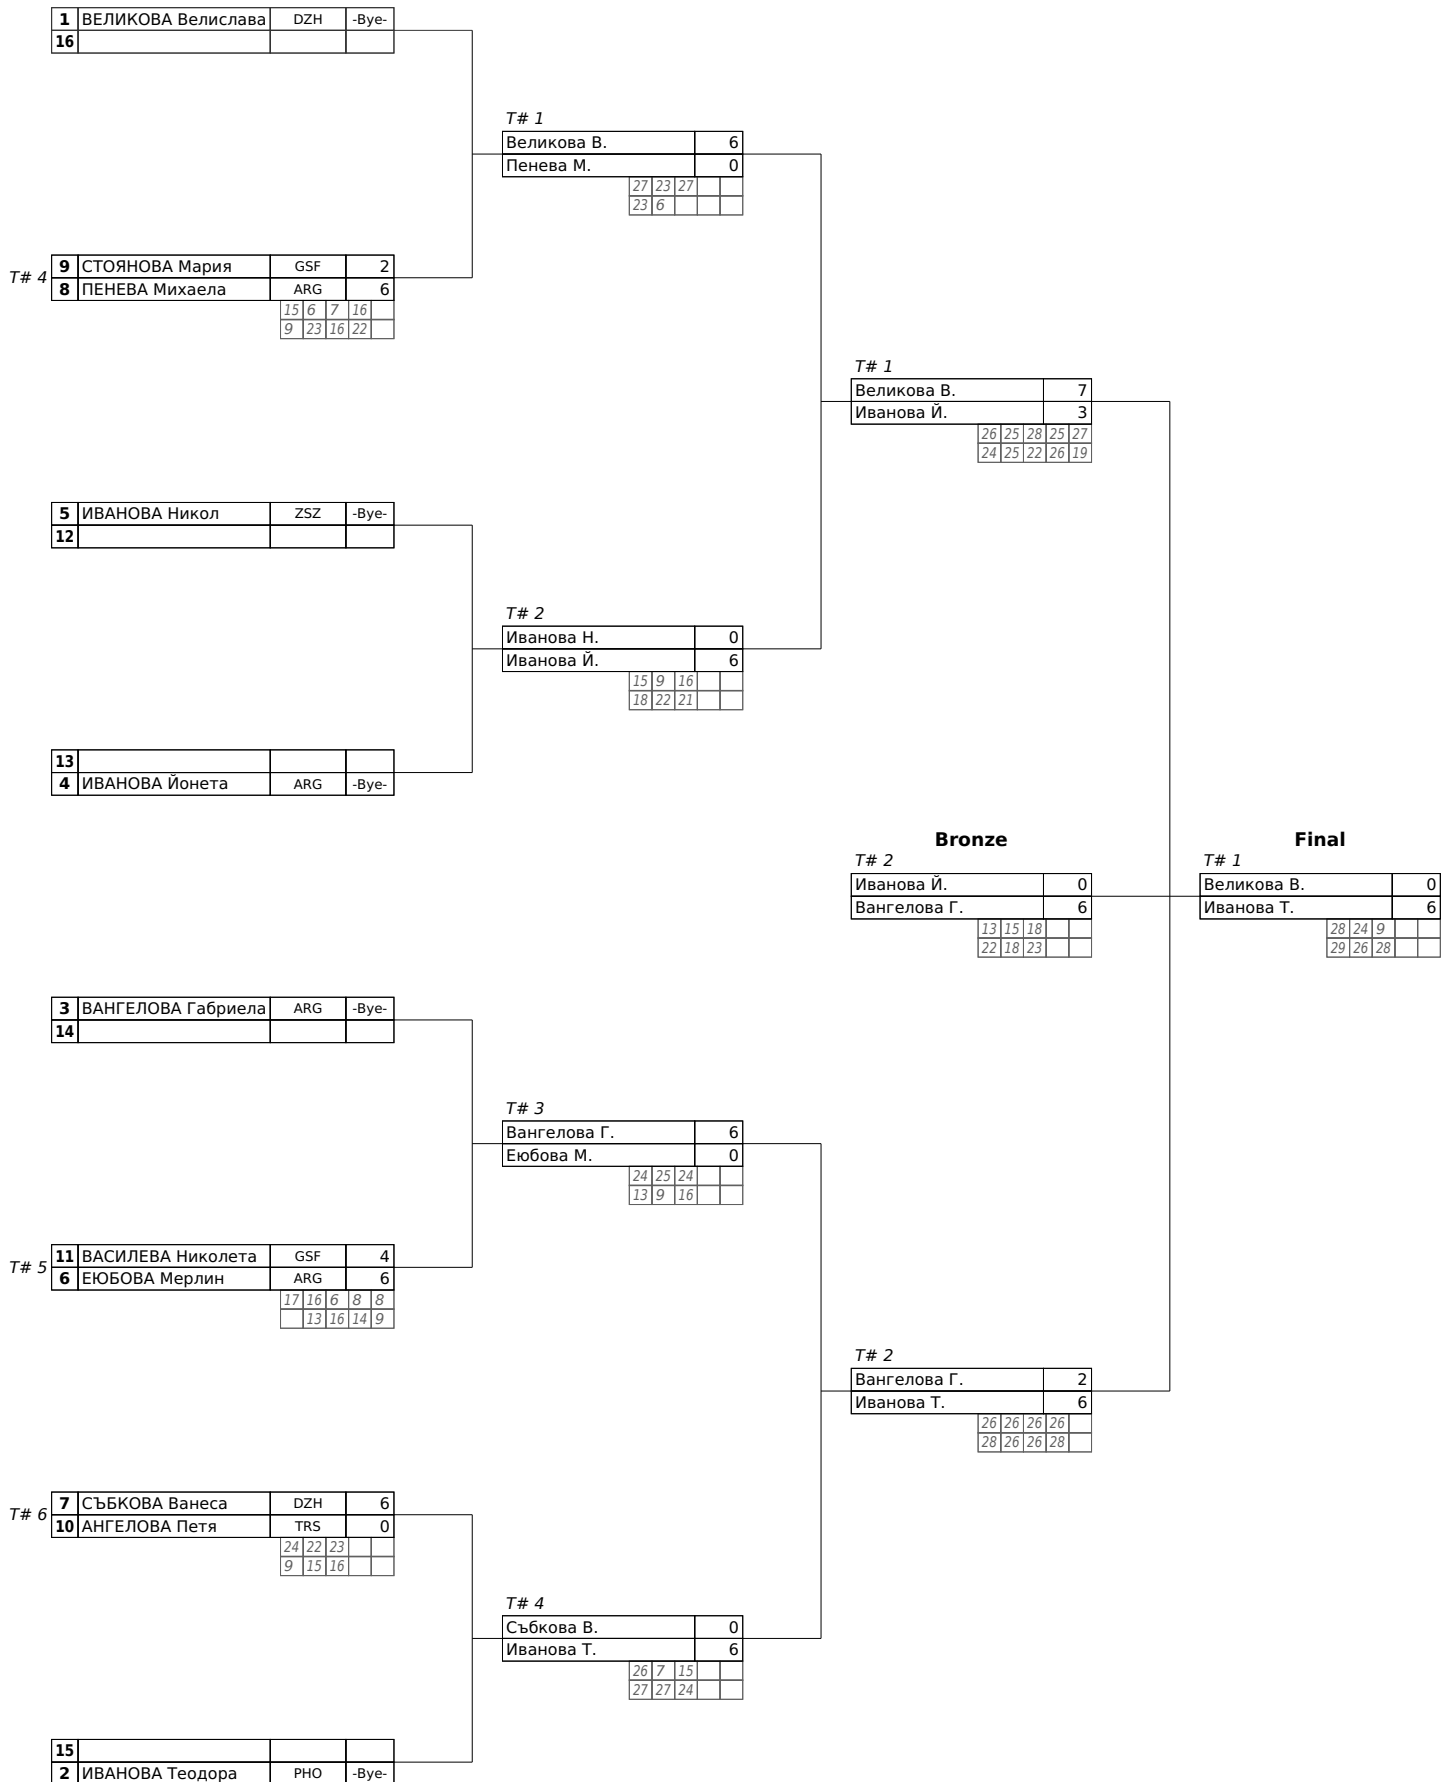 1 ВЕЛИКОВА Велислава DZH -Bye-
16
T# 1
Великова В. 6
Пенева М. 0
27 23 27
23 6
9 СТОЯНОВА Мария GSF 2
T# 4
8 ПЕНЕВА Михаела ARG 6
15 6 7 16
9 23 16 22
T# 1
Великова В. 7
Иванова Й. 3
26 25 28 25 27
24 25 22 26 19
5 ИВАНОВА Никол ZSZ -Bye-
12
T# 2
Иванова Н. 0
Иванова Й. 6
15 9 16
18 22 21
13
4 ИВАНОВА Йонета ARG -Bye-
Bronze Final
T# 2 T# 1
Иванова Й. 0 Великова В. 0
Вангелова Г. 6 Иванова Т. 6
13 15 18 28 24 9
22 18 23 29 26 28
3 ВАНГЕЛОВА Габриела ARG -Bye-
14
T# 3
Вангелова Г. 6
Еюбова М. 0
24 25 24
13 9 16
11 ВАСИЛЕВА Николета GSF 4
T# 5
6 ЕЮБОВА Мерлин ARG 6
17 16 6 8 8
13 16 14 9
T# 2
Вангелова Г. 2
Иванова Т. 6
26 26 26 26
28 26 26 28
7 СЪБКОВА Ванеса DZH 6
T# 6
10 АНГЕЛОВА Петя TRS 0
24 22 23
9 15 16
T# 4
Събкова В. 0
Иванова Т. 6
26 7 15
27 27 24
15
2 ИВАНОВА Теодора PHO -Bye-